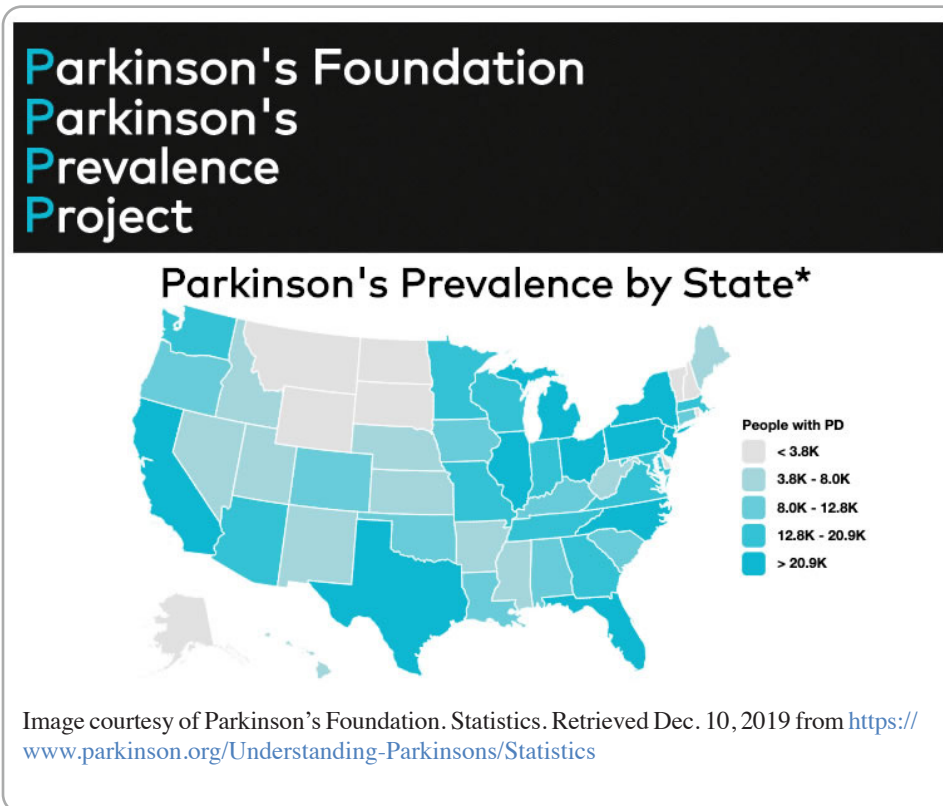 Parkinson's Foundation
Parkinson's
Prevalence
Project
Parkinson's Prevalence by State*
People with PD
< 3.8K
3.8K - 8.0K
8.0K - 12.8K
12.8K - 20.9K
> 20.9K
Image courtesy of Parkinson’s Foundation. Statistics. Retrieved Dec. 10, 2019 from https://
www.parkinson.org/Understanding-Parkinsons/Statistics